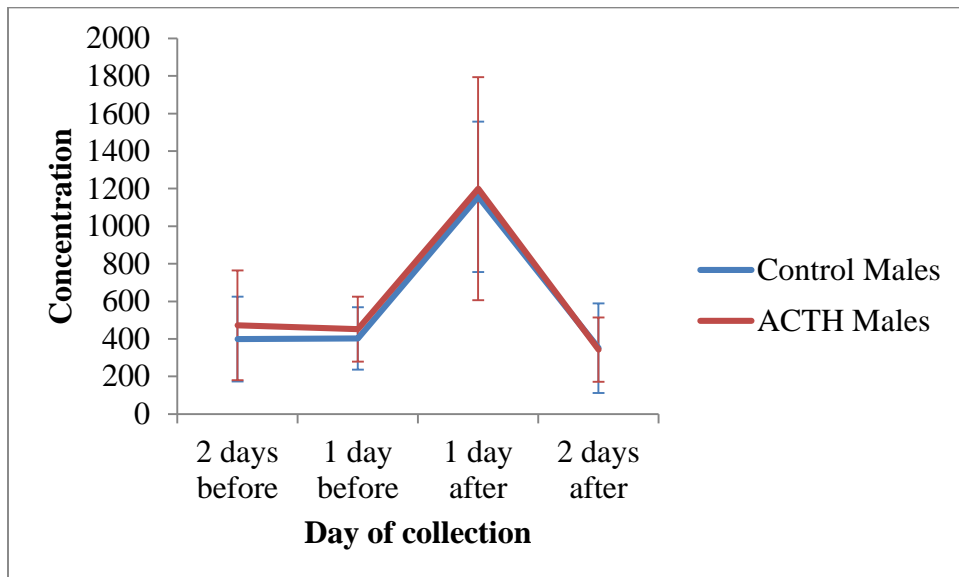 2000
1800
1600
1400
1200
1000
800
600
400
200
0
Concentration
2 days
before
1 day
before
1 day
after
2 days
after
Day of collection
Control Males
ACTH Males